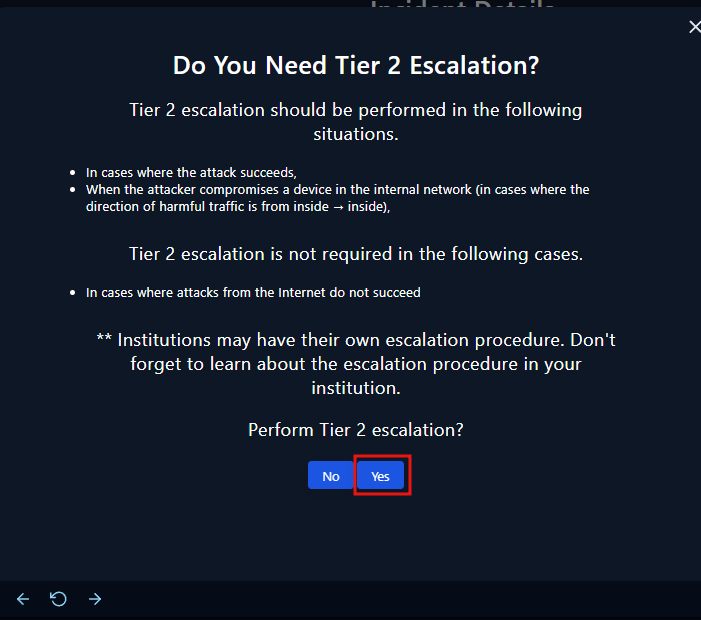 Incident Details
Do You Need Tier 2 Escalation?
Tier 2 escalation should be performed in the following
situations.
In cases where the attack succeeds,
When the attacker compromises a device in the internal network (in cases where the
direction of harmful traffic is from inside → inside),
Tier 2 escalation is not required in the following cases.
In cases where attacks from the Internet do not succeed
** Institutions may have their own escalation procedure. Don't
forget to learn about the escalation procedure in your
institution.
Perform Tier 2 escalation?
No Yes